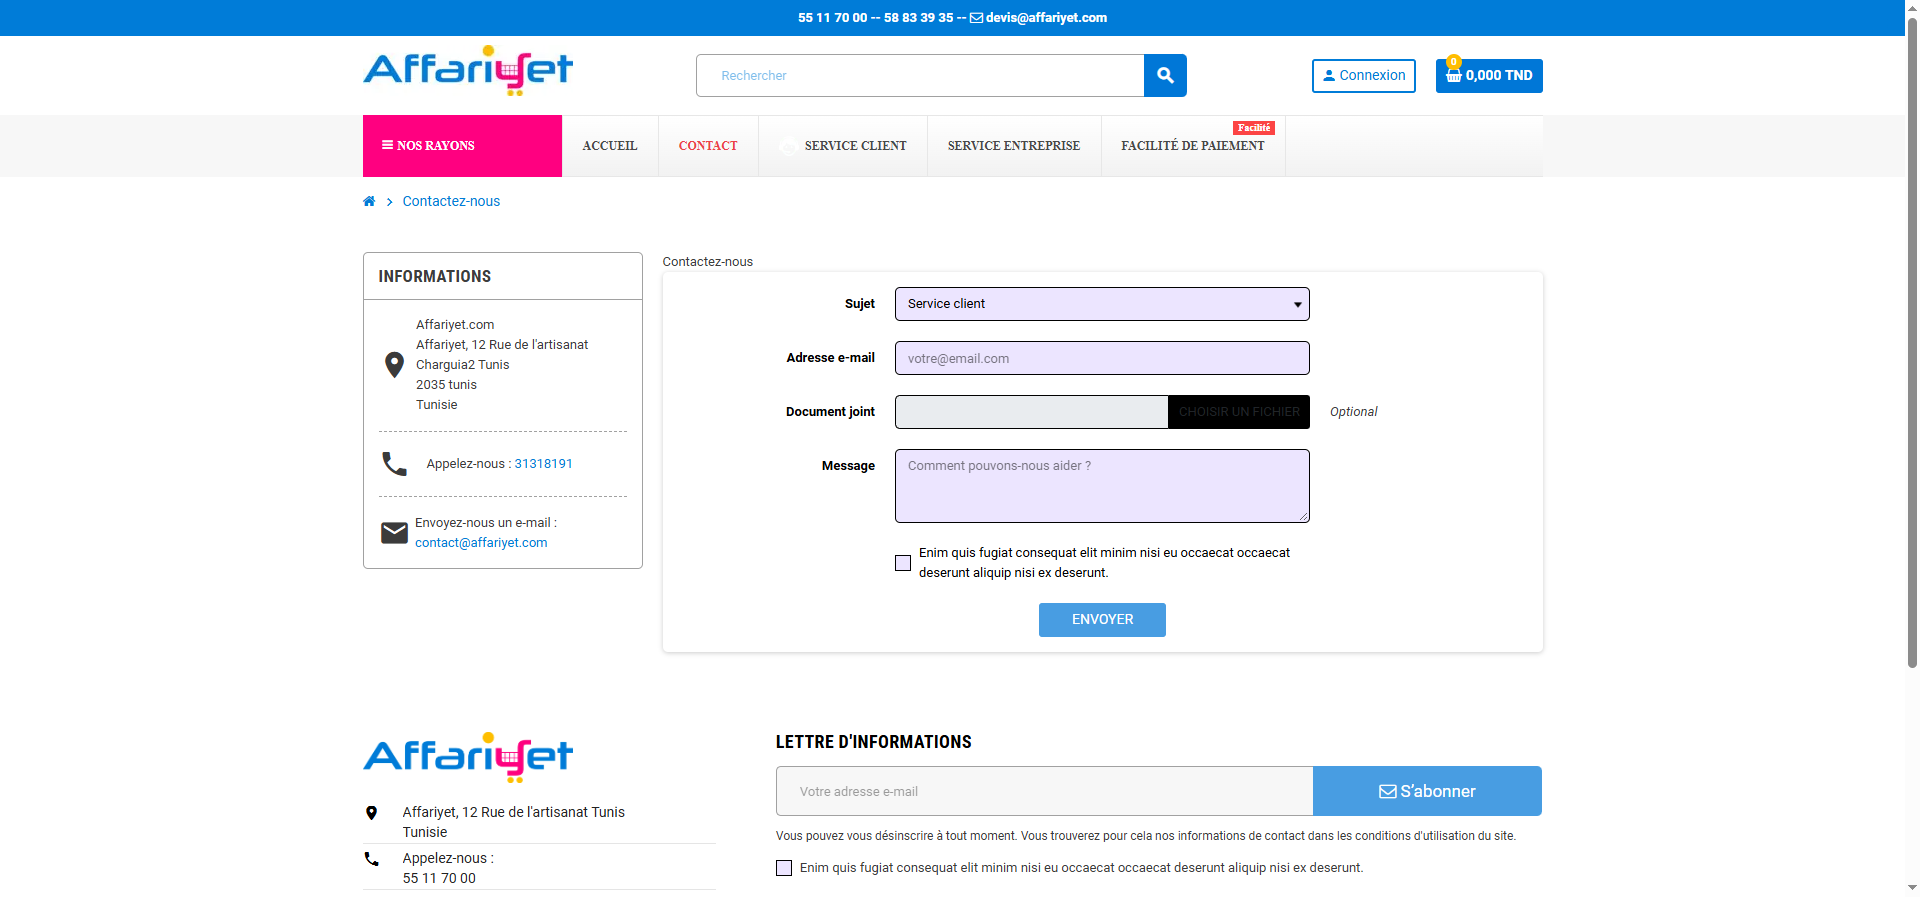 55 11 70 00 -- 58 83 39 35 -- devis@affariyet.com
Affariyet
Rechercher
Connexion
0
0,000 TND
NOS RAYONS
ACCUEIL
CONTACT
SERVICE CLIENT
SERVICE ENTREPRISE
Facilité
FACILITÉ DE PAIEMENT
Contactez-nous
INFORMATIONS
Affariyet.com
Affariyet, 12 Rue de l'artisanat
Charguia2 Tunis
2035 tunis
Tunisie
Appelez-nous : 31318191
Envoyez-nous un e-mail :
contact@affariyet.com
Contactez-nous
Sujet
Service client
Adresse e-mail
votre@email.com
Document joint
CHOISIR UN FICHIER
Optional
Message
Comment pouvons-nous aider ?
Enim quis fugiat consequat elit minim nisi eu occaecat occaecat
deserunt aliquip nisi ex deserunt.
ENVOYER
Affariyet
Affariyet, 12 Rue de l'artisanat Tunis
Tunisie
Appelez-nous :
55 11 70 00
LETTRE D'INFORMATIONS
Votre adresse e-mail
S'abonner
Vous pouvez vous désinscrire à tout moment. Vous trouverez pour cela nos informations de contact dans les conditions d'utilisation du site.
Enim quis fugiat consequat elit minim nisi eu occaecat occaecat deserunt aliquip nisi ex deserunt.